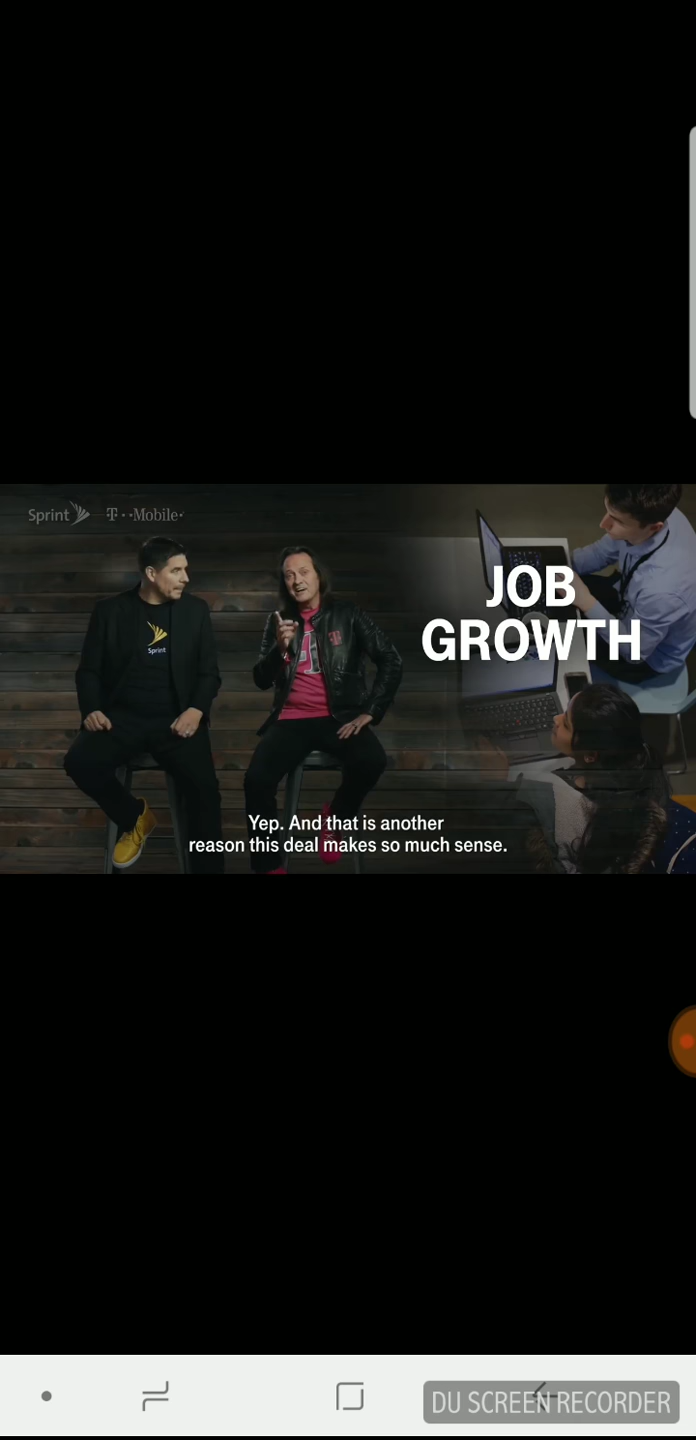 Sprint T··Mobile·
JOB
GROWTH
Sprint
T
Yep. And that is another
reason this deal makes so much sense.
DU SCREEN RECORDER